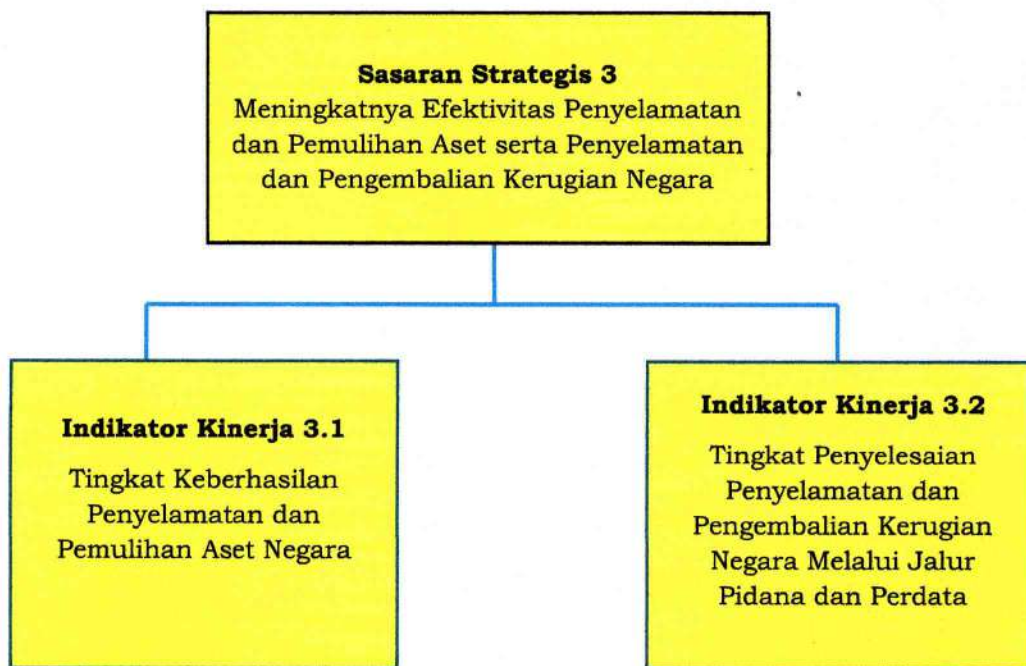 Sasaran Strategis 3
Meningkatnya Efektivitas Penyelamatan
dan Pemulihan Aset serta Penyelamatan
dan Pengembalian Kerugian Negara
Indikator Kinerja 3.1
Tingkat Keberhasilan
Penyelamatan dan
Pemulihan Aset Negara
Indikator Kinerja 3.2
Tingkat Penyelesaian
Penyelamatan dan
Pengembalian Kerugian
Negara Melalui Jalur
Pidana dan Perdata